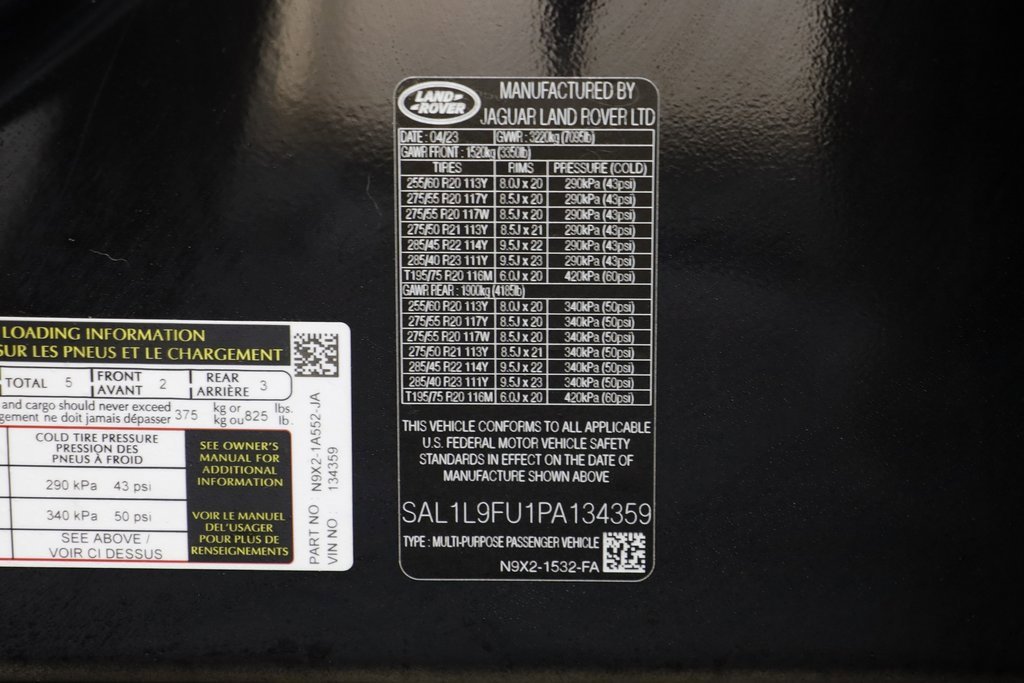 LOADING INFORMATION
SUR LES PNEUS ET LE CHARGEMENT
TOTAL 5 FRONT AVANT 2 REAR ARRIÈRE 3
and cargo should never exceed 375 kg or 825 lbs.
gement ne doit jamais dépasser kg ou lb.
COLD TIRE PRESSURE
PRESSION DES
PNEUS À FROID
290 kPa 43 psi
340 kPa 50 psi
SEE ABOVE /
VOIR CI DESSUS
SEE OWNER'S
MANUAL FOR
ADDITIONAL
INFORMATION
VOIR LE MANUEL
DEL'USAGER
POUR PLUS DE
RENSEIGNEMENTS
PART NO : N9X2-1A552-JA
VIN NO : 134359
LAND ROVER
MANUFACTURED BY
JAGUAR LAND ROVER LTD
DATE : 04/23 GVWR : 3220kg (7095lb)
GAWR FRONT : 1520kg (3350lb)
TIRES RIMS PRESSURE (COLD)
255/60 R20 113Y 8.0J x 20 290kPa (43psi)
275/55 R20 117Y 8.5J x 20 290kPa (43psi)
275/55 R20 117W 8.5J x 20 290kPa (43psi)
275/50 R21 113Y 8.5J x 21 290kPa (43psi)
285/45 R22 114Y 9.5J x 22 290kPa (43psi)
285/40 R23 111Y 9.5J x 23 290kPa (43psi)
T195/75 R20 116M 6.0J x 20 420kPa (60psi)
GAWR REAR : 1900kg (4185lb)
255/60 R20 113Y 8.0J x 20 340kPa (50psi)
275/55 R20 117Y 8.5J x 20 340kPa (50psi)
275/55 R20 117W 8.5J x 20 340kPa (50psi)
275/50 R21 113Y 8.5J x 21 340kPa (50psi)
285/45 R22 114Y 9.5J x 22 340kPa (50psi)
285/40 R23 111Y 9.5J x 23 340kPa (50psi)
T195/75 R20 116M 6.0J x 20 420kPa (60psi)
THIS VEHICLE CONFORMS TO ALL APPLICABLE
U.S. FEDERAL MOTOR VEHICLE SAFETY
STANDARDS IN EFFECT ON THE DATE OF
MANUFACTURE SHOWN ABOVE
SAL1L9FU1PA134359
TYPE : MULTI-PURPOSE PASSENGER VEHICLE
N9X2-1532-FA